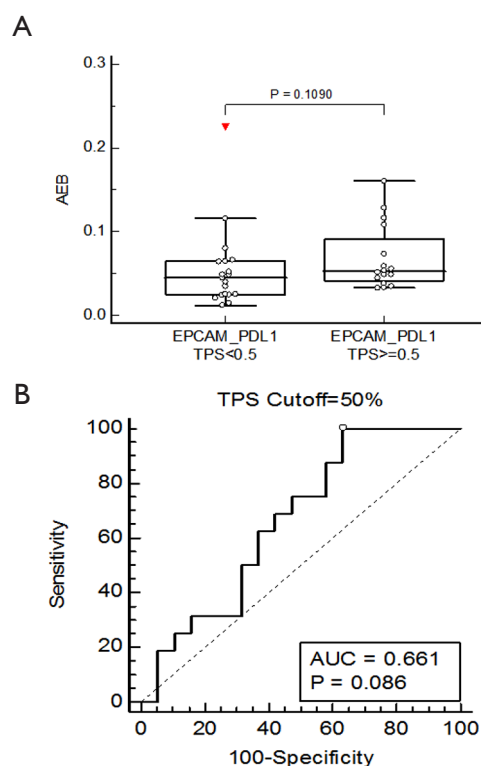 A
P = 0.1090
0.3
0.2
0.1
0.0
AEB
EPCAM_PDL1
TPS<0.5
EPCAM_PDL1
TPS>=0.5
B
TPS Cutoff=50%
100
80
60
40
20
0
Sensitivity
AUC = 0.661
P = 0.086
0 20 40 60 80 100
100-Specificity